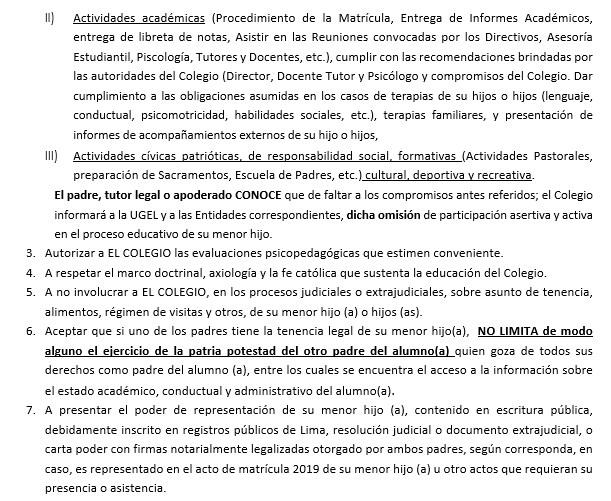 II) Actividades académicas (Procedimiento de la Matrícula, Entrega de Informes Académicos,
entrega de libreta de notas, Asistir en las Reuniones convocadas por los Directivos, Asesoría
Estudiantil, Piscología, Tutores y Docentes, etc.), cumplir con las recomendaciones brindadas por
las autoridades del Colegio (Director, Docente Tutor y Psicólogo y compromisos del Colegio. Dar
cumplimiento a las obligaciones asumidas en los casos de terapias de su hijos o hijos (lenguaje,
conductual, psicomotricidad, habilidades sociales, etc.), terapias familiares, y presentación de
informes de acompañamientos externos de su hijo o hijos,
III) Actividades cívicas patrióticas, de responsabilidad social, formativas (Actividades Pastorales,
preparación de Sacramentos, Escuela de Padres, etc.) cultural, deportiva y recreativa.
El padre, tutor legal o apoderado CONOCE que de faltar a los compromisos antes referidos; el Colegio
informará a la UGEL y a las Entidades correspondientes, dicha omisión de participación asertiva y activa
en el proceso educativo de su menor hijo.
3. Autorizar a EL COLEGIO las evaluaciones psicopedagógicas que estimen conveniente.
4. A respetar el marco doctrinal, axiología y la fe católica que sustenta la educación del Colegio.
5. A no involucrar a EL COLEGIO, en los procesos judiciales o extrajudiciales, sobre asunto de tenencia,
alimentos, régimen de visitas y otros, de su menor hijo (a) o hijos (as).
6. Aceptar que si uno de los padres tiene la tenencia legal de su menor hijo(a), NO LIMITA de modo
alguno el ejercicio de la patria potestad del otro padre del alumno(a) quien goza de todos sus
derechos como padre del alumno (a), entre los cuales se encuentra el acceso a la información sobre
el estado académico, conductual y administrativo del alumno(a).
7. A presentar el poder de representación de su menor hijo (a), contenido en escritura pública,
debidamente inscrito en registros públicos de Lima, resolución judicial o documento extrajudicial, o
carta poder con firmas notarialmente legalizadas otorgado por ambos padres, según corresponda, en
caso, es representado en el acto de matrícula 2019 de su menor hijo (a) u otro actos que requieran su
presencia o asistencia.